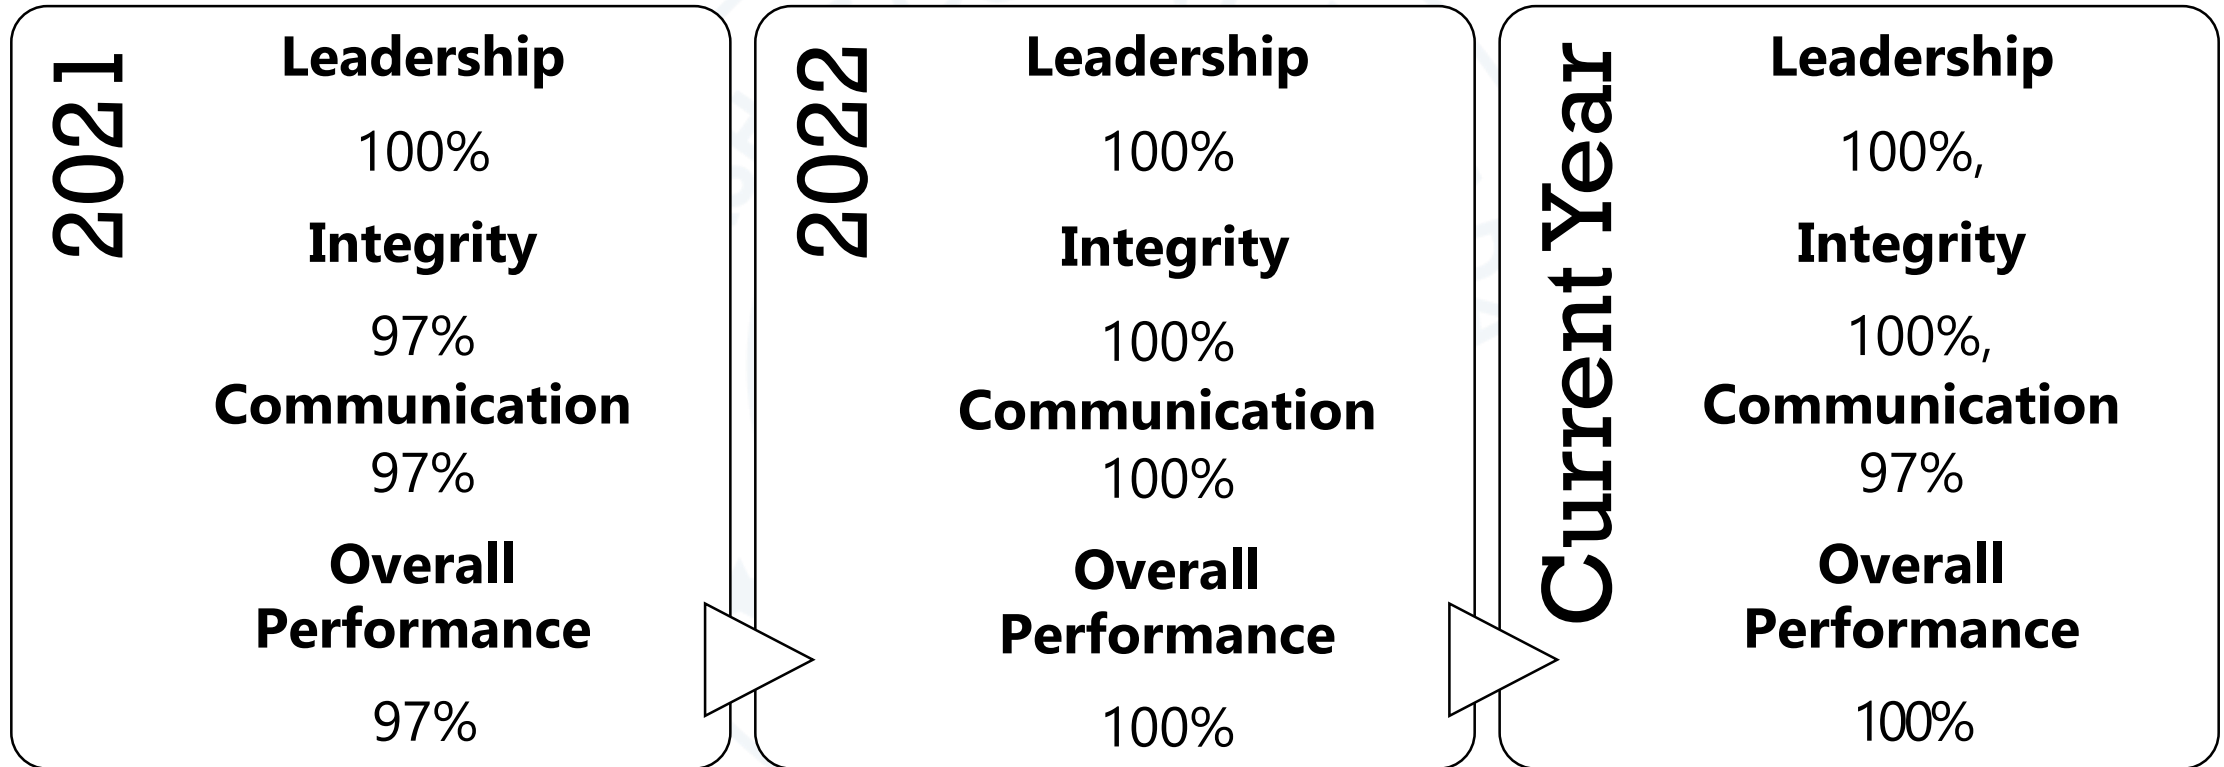 2021
Leadership
100%
Integrity
97%
Communication
97%
Overall
Performance
97%
2022
Leadership
100%
Integrity
100%
Communication
100%
Overall
Performance
100%
Current Year
Leadership
100%,
Integrity
100%,
Communication
97%
Overall
Performance
100%